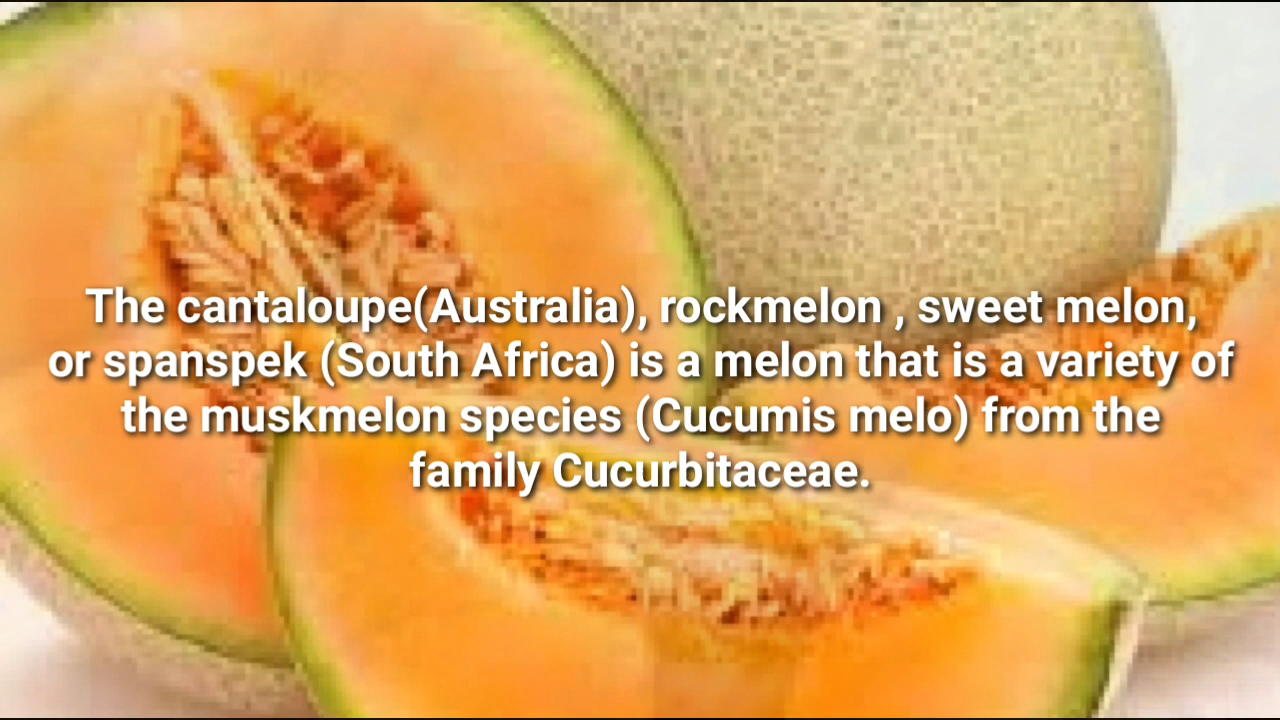 The cantaloupe(Australia), rockmelon , sweet melon,
or spanspek (South Africa) is a melon that is a variety of
the muskmelon species (Cucumis melo) from the
family Cucurbitaceae.